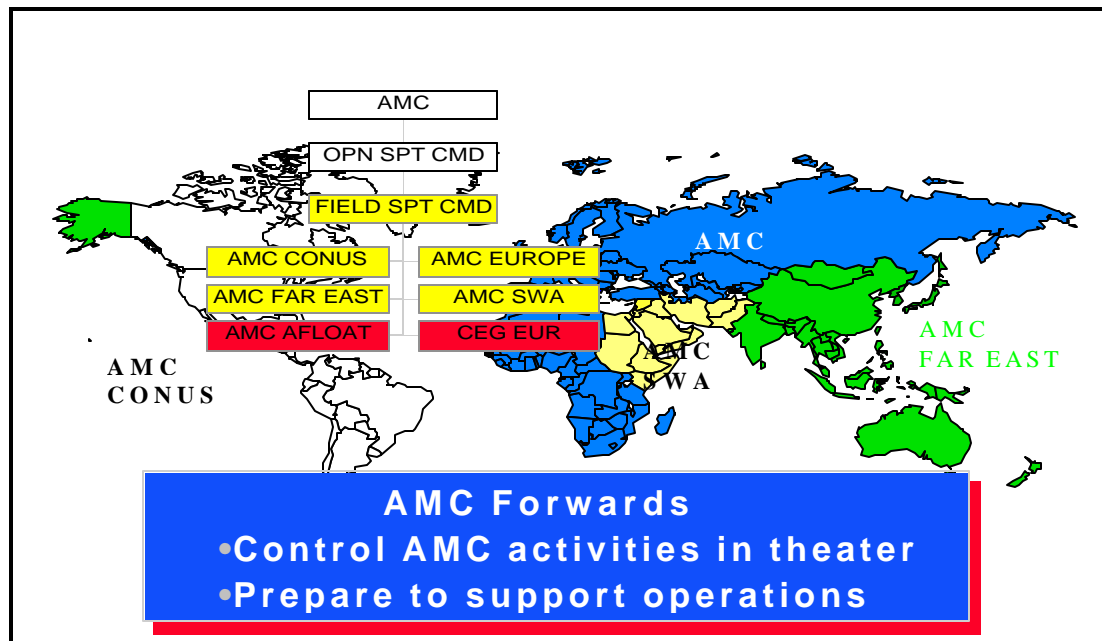 AMC
OPN SPT CMD
FIELD SPT CMD
AMC CONUS
AMC EUROPE
AMC FAR EAST
AMC SWA
AMC AFLOAT
CEG EUR
AMC
AMC
CONUS
AMC
SWA
AMC
FAR EAST
AMC Forwards
•Control AMC activities in theater
•Prepare to support operations